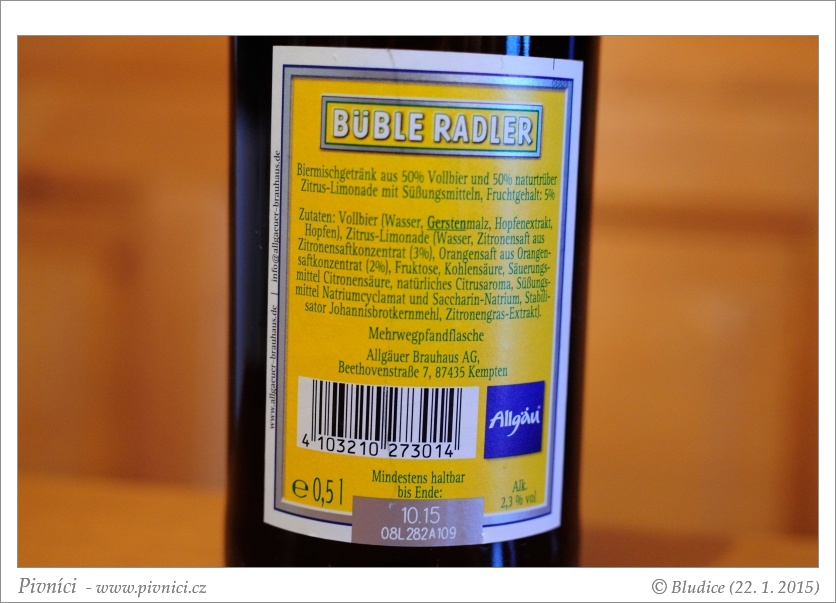 BÜBLE RADLER
Biermischgetränk aus 50% Vollbier und 50% naturtrüber
Zitrus-Limonade mit Süßungsmitteln, Fruchtgehalt: 5%
Zutaten: Vollbier (Wasser, Gerstenmalz, Hopfenextrakt,
Hopfen), Zitrus-Limonade (Wasser, Zitronensaft aus
Zitronensaftkonzentrat (3%), Orangensaft aus Orangen-
saftkonzentrat (2%), Fruktose, Kohlensäure, Säuerungs-
mittel Citronensäure, natürliches Citrusaroma, Süßungs-
mittel Natriumcyclamat und Saccharin-Natrium, Stabili-
sator Johannisbrotkernmehl, Zitronengras-Extrakt).
Mehrwegpfandflasche
Allgäuer Brauhaus AG,
Beethovenstraße 7, 87435 Kempten
4 103210 273014
Allgäu
e 0,5 l
Mindestens haltbar
bis Ende:
Alk.
2,3 % vol
10.15
08L282A109
www.allgaeuer-brauhaus.de | info@allgaeuer-brauhaus.de
Pivníci - www.pivnici.cz
© Bludice (22. 1. 2015)